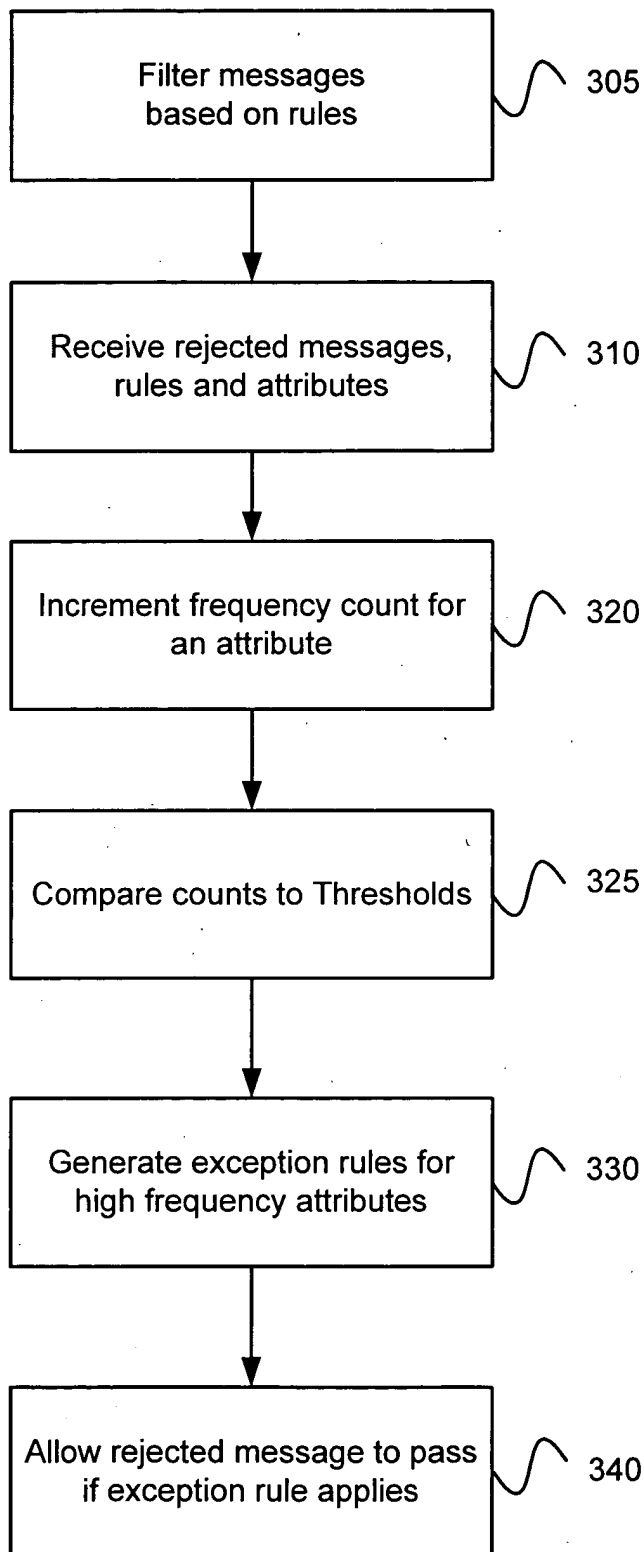 Filter messages
based on rules
305
Receive rejected messages,
rules and attributes
310
Increment frequency count for
an attribute
320
Compare counts to Thresholds
325
Generate exception rules for
high frequency attributes
330
Allow rejected message to pass
if exception rule applies
340